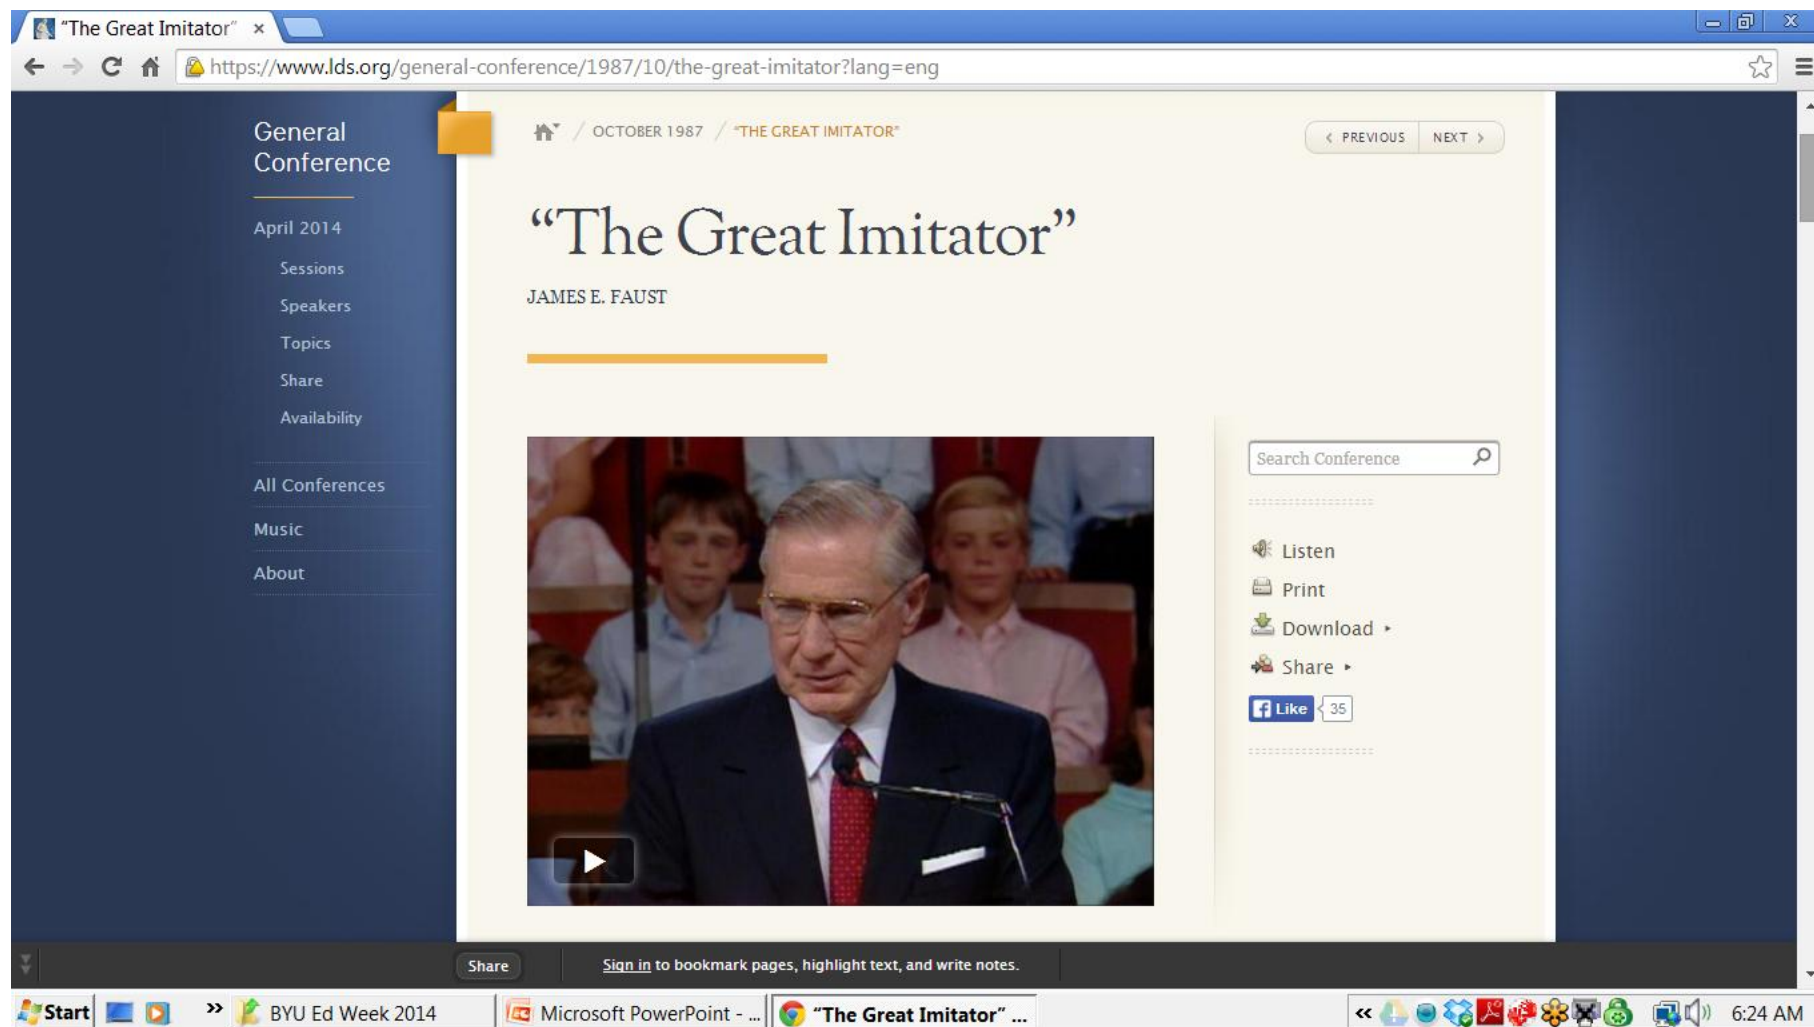 “The Great Imitator”
https://www.lds.org/general-conference/1987/10/the-great-imitator?lang=eng
General
Conference
April 2014
Sessions
Speakers
Topics
Share
Availability
All Conferences
Music
About
/ OCTOBER 1987 / “THE GREAT IMITATOR”
‹ PREVIOUS NEXT ›
“The Great Imitator”
JAMES E. FAUST
Search Conference
Listen
Print
Download
Share
Like 35
Share
Sign in to bookmark pages, highlight text, and write notes.
Start
BYU Ed Week 2014
Microsoft PowerPoint - ...
“The Great Imitator” ...
6:24 AM